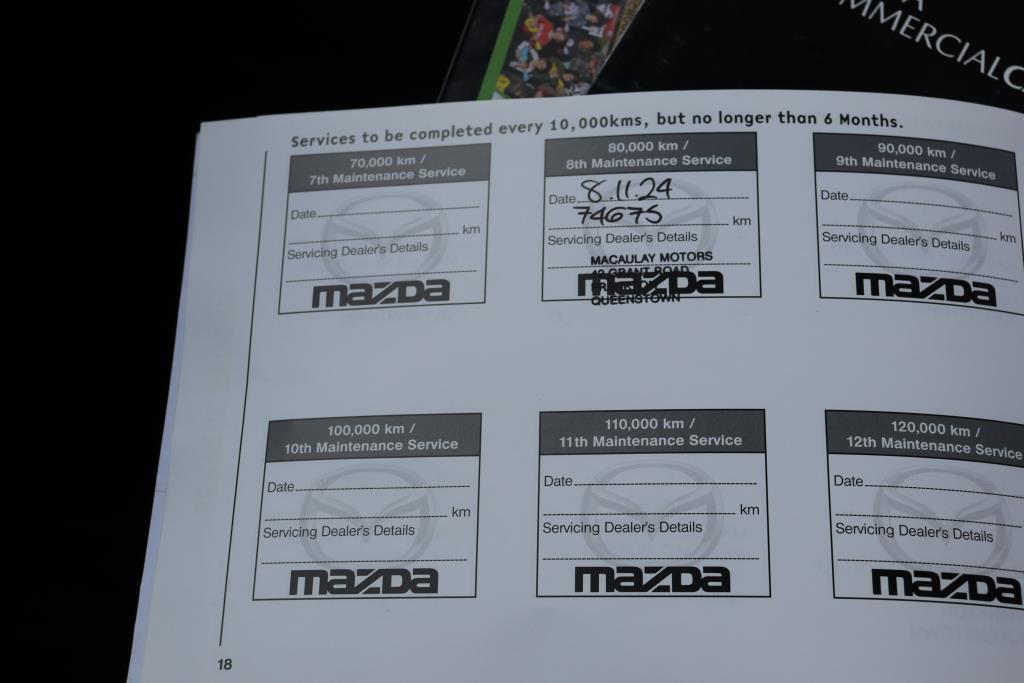 MMERCIAL
Services to be completed every 10,000kms, but no longer than 6 Months.
70,000 km /
7th Maintenance Service
Date
km
Servicing Dealer's Details
mazda
80,000 km /
8th Maintenance Service
Date 8.11.24
74675 km
Servicing Dealer's Details
MACAULAY MOTORS
GRANT ROAD
QUEENSTOWN
mazda
90,000 km /
9th Maintenance Service
Date
km
Servicing Dealer's Details
mazda
100,000 km /
10th Maintenance Service
Date
km
Servicing Dealer's Details
mazda
110,000 km /
11th Maintenance Service
Date
km
Servicing Dealer's Details
mazda
120,000 km /
12th Maintenance Service
Date
Servicing Dealer's Details
mazda
18